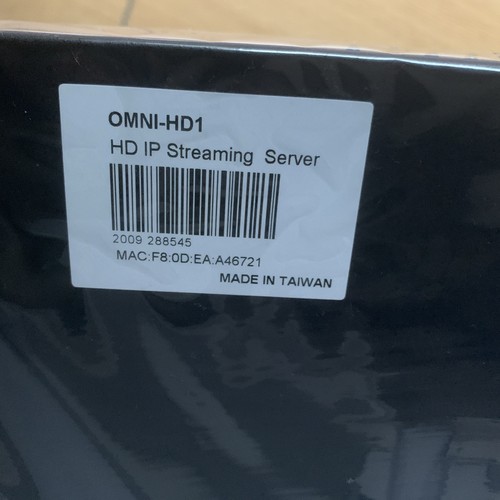 OMNI-HD1
HD IP Streaming Server
2009 288545
MAC:F8:0D:EA:A46721
MADE IN TAIWAN